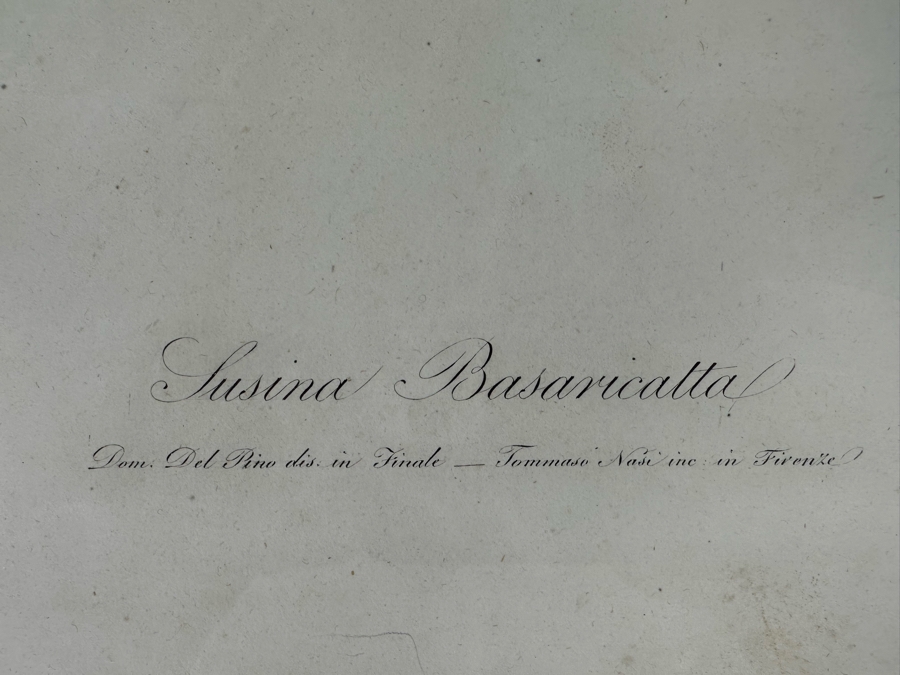 Susina Basaricatta
Dom. Del Pino dis. in Finale — Tommaso Nasi inc. in Firenze